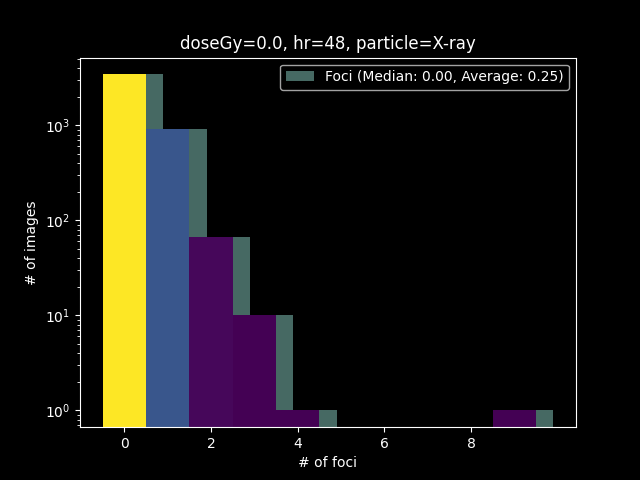 doseGy=0.0, hr=48, particle=X-ray
Foci (Median: 0.00, Average: 0.25)
# of images
10³
10²
10¹
10⁰
0 2 4 6 8
# of foci